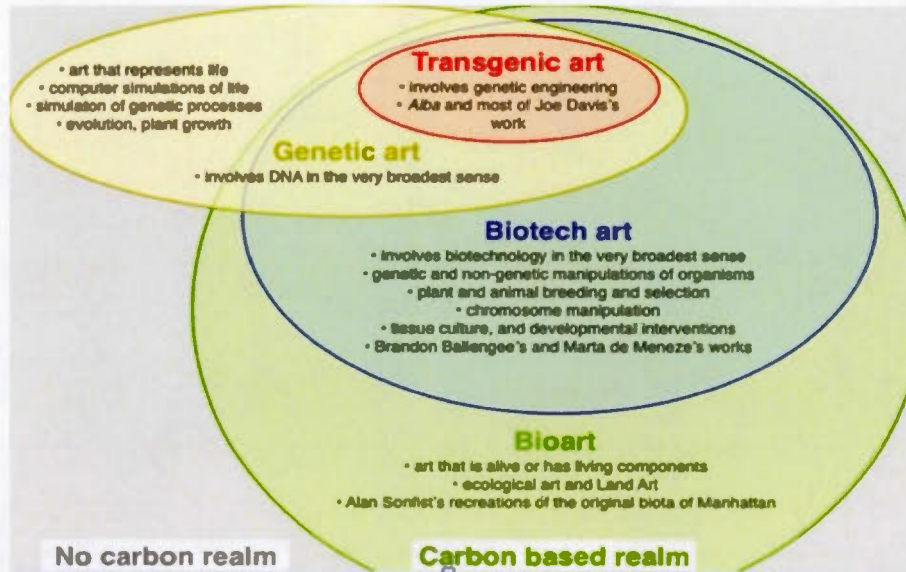 • art that represents life
• computer simulations of life
• simulation of genetic processes
• evolution, plant growth
Transgenic art
• involves genetic engineering
• Alba and most of Joe Davis's
work
Genetic art
• involves DNA in the very broadest sense
Biotech art
• involves biotechnology in the very broadest sense
• genetic and non-genetic manipulations of organisms
• plant and animal breeding and selection
• chromosome manipulation
• tissue culture, and developmental interventions
• Brandon Ballengee's and Marta de Meneze's works
Bioart
• art that is alive or has living components
• ecological art and Land Art
• Alan Sonfist's recreations of the original biota of Manhattan
No carbon realm
Carbon based realm